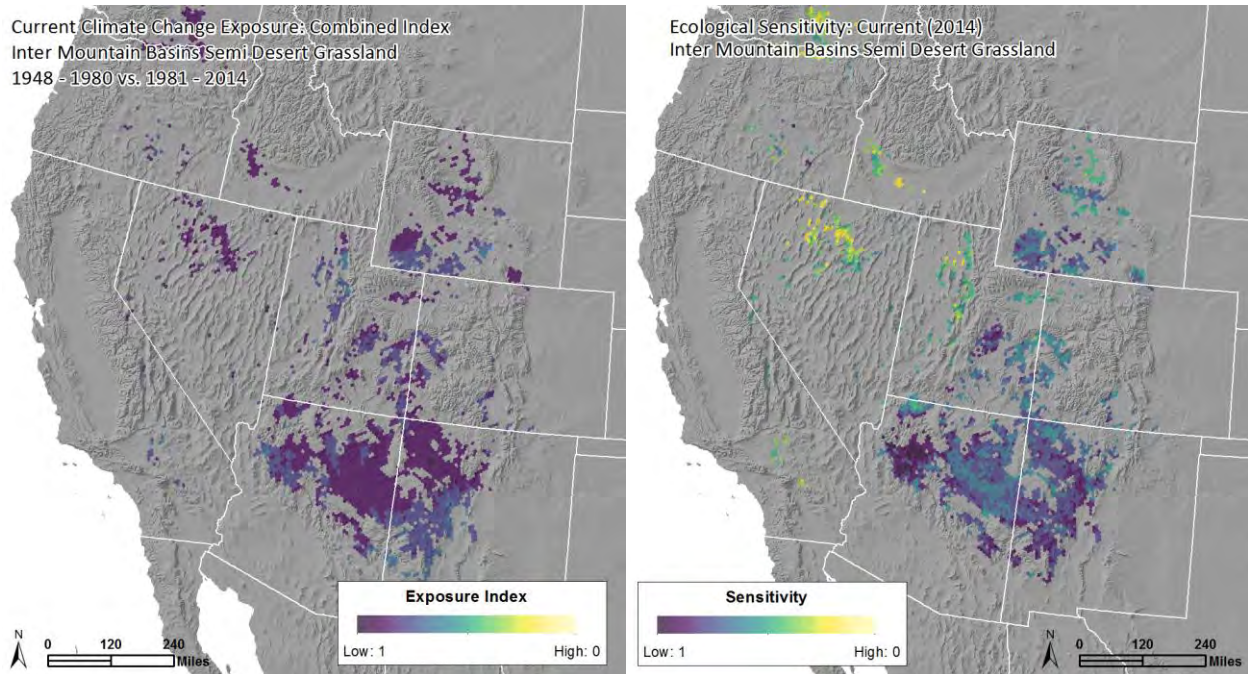 Current Climate Change Exposure: Combined Index
Inter Mountain Basins Semi Desert Grassland
1948 - 1980 vs. 1981 - 2014
Exposure Index
Low: 1 High: 0
N
0 120 240
Miles
Ecological Sensitivity: Current (2014)
Inter Mountain Basins Semi Desert Grassland
Sensitivity
Low: 1 High: 0
N
0 120 240
Miles